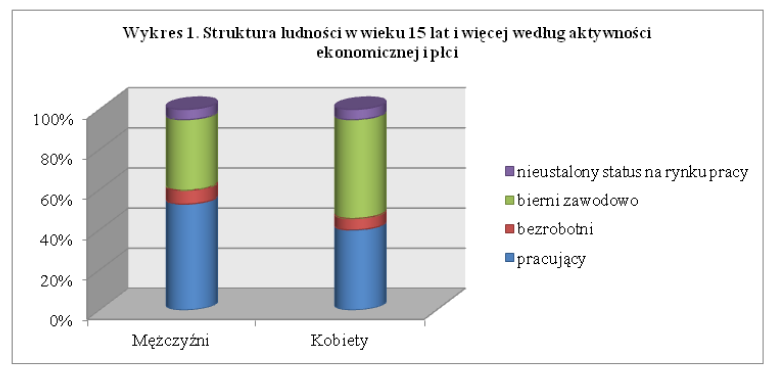 Wykres 1. Struktura ludności w wieku 15 lat i więcej według aktywności
ekonomicznej i płci
100%
80%
60%
40%
20%
0%
Mężczyźni
Kobiety
nieustalony status na rynku pracy
bierni zawodowo
bezrobotni
pracujący